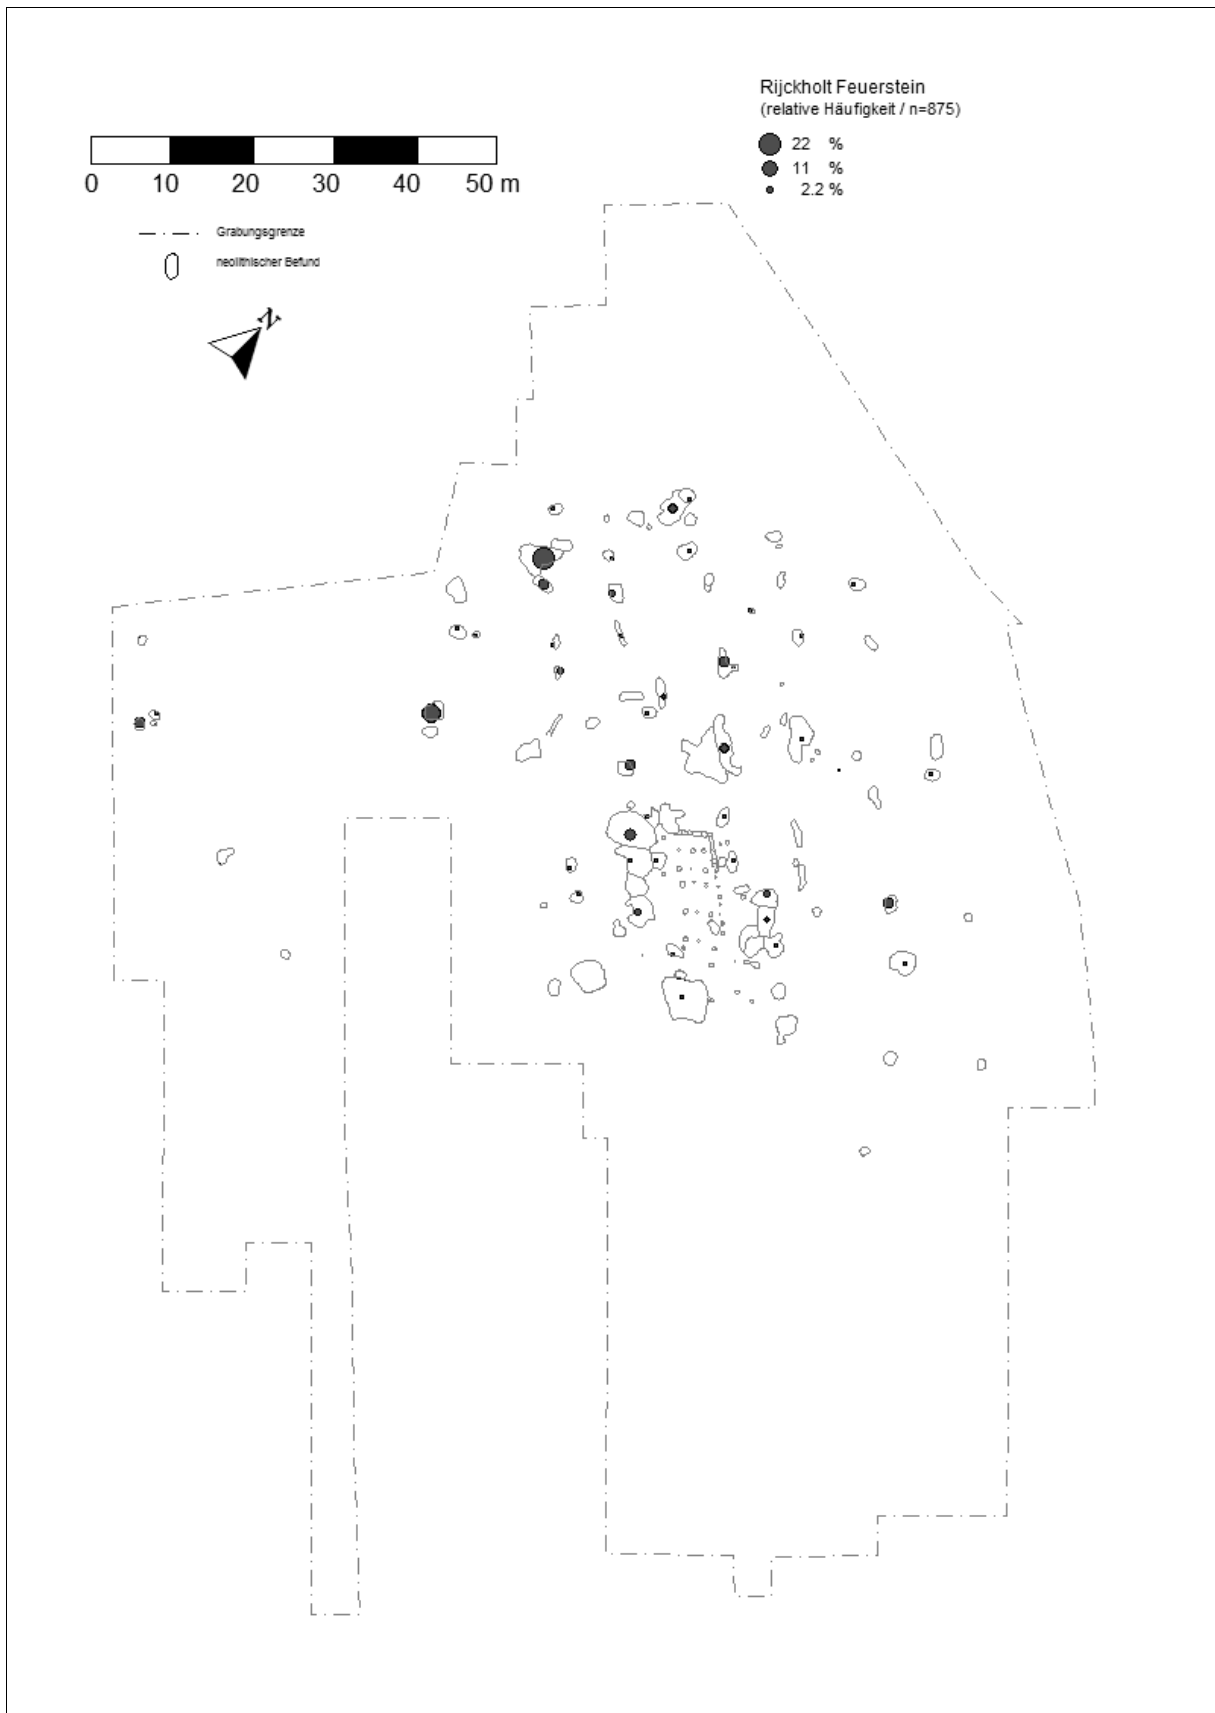 Rijckholt Feuerstein
(relative Häufigkeit / n=875)
22 %
11 %
2.2 %
0 10 20 30 40 50 m
Grabungsgrenze
neolithischer Befund
N